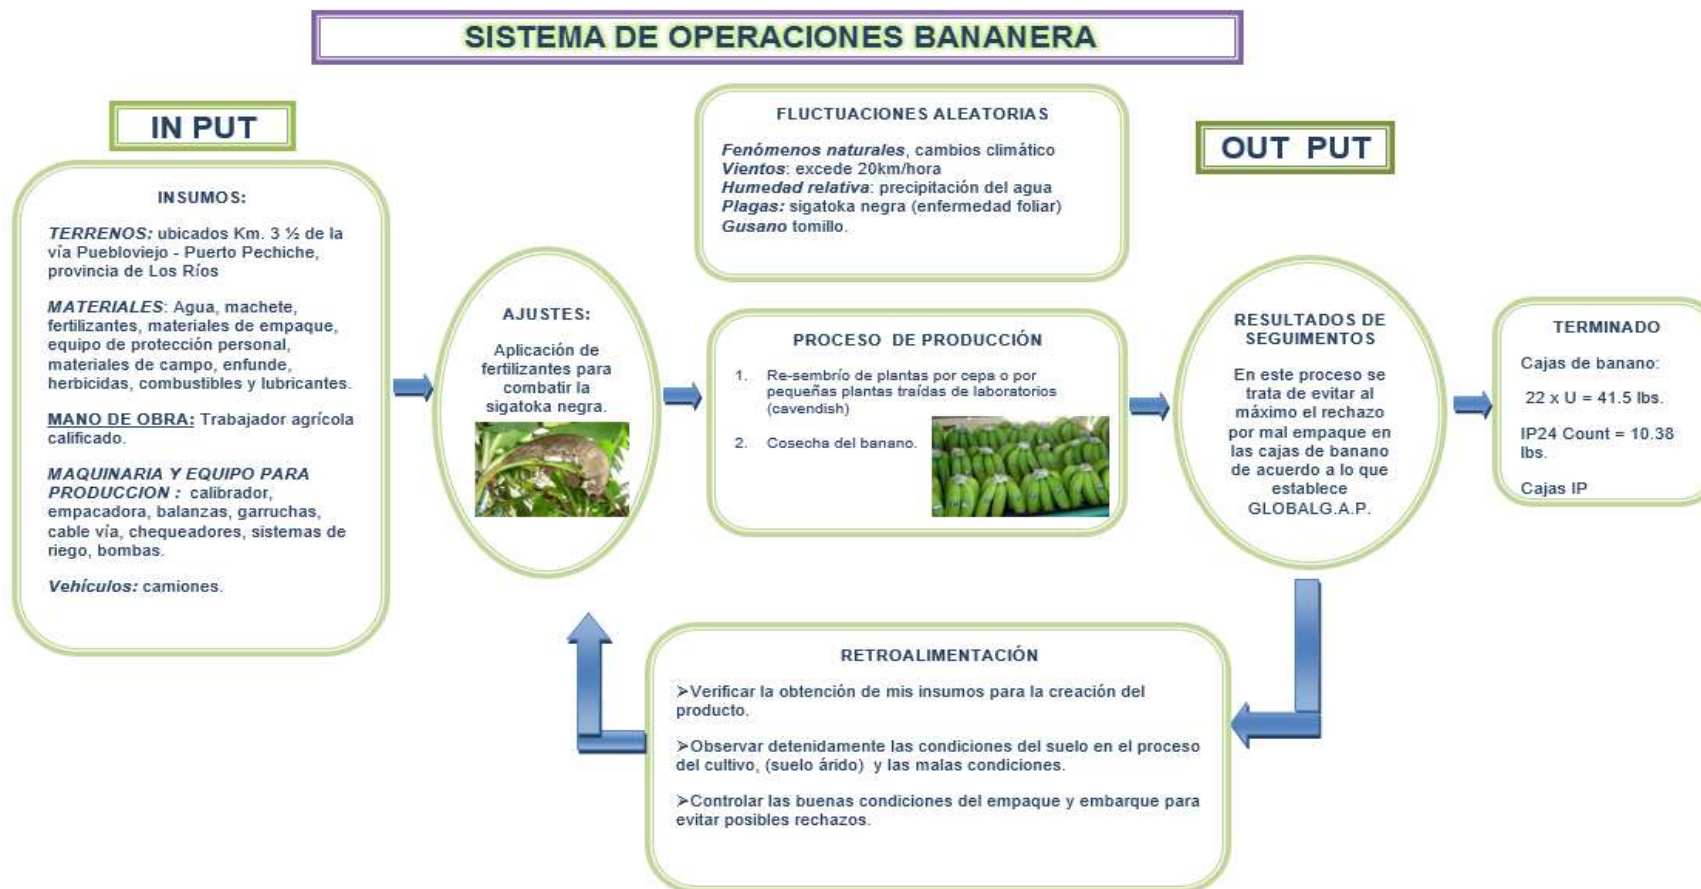 SISTEMA DE OPERACIONES BANANERA
IN PUT
INSUMOS:
TERRENOS: ubicados Km. 3 ½ de la
vía Puebloviejo - Puerto Pechiche,
provincia de Los Ríos
MATERIALES: Agua, machete,
fertilizantes, materiales de empaque,
equipo de protección personal,
materiales de campo, enfunde,
herbicidas, combustibles y lubricantes.
MANO DE OBRA: Trabajador agrícola
calificado.
MAQUINARIA Y EQUIPO PARA
PRODUCCION : calibrador,
empacadora, balanzas, garruchas,
cable vía, chequeadores, sistemas de
riego, bombas.
Vehículos: camiones.
AJUSTES:
Aplicación de
fertilizantes para
combatir la
sigatoka negra.
FLUCTUACIONES ALEATORIAS
Fenómenos naturales, cambios climático
Vientos: excede 20km/hora
Humedad relativa: precipitación del agua
Plagas: sigatoka negra (enfermedad foliar)
Gusano tomillo.
PROCESO DE PRODUCCIÓN
1. Re-sembrío de plantas por cepa o por
pequeñas plantas traídas de laboratorios
(cavendish)
2. Cosecha del banano.
OUT PUT
RESULTADOS DE
SEGUIMENTOS
En este proceso se
trata de evitar al
máximo el rechazo
por mal empaque en
las cajas de banano
de acuerdo a lo que
establece
GLOBALG.A.P.
TERMINADO
Cajas de banano:
22 x U = 41.5 lbs.
IP24 Count = 10.38
lbs.
Cajas IP
RETROALIMENTACIÓN
➢Verificar la obtención de mis insumos para la creación del
producto.
➢Observar detenidamente las condiciones del suelo en el proceso
del cultivo, (suelo árido) y las malas condiciones.
➢Controlar las buenas condiciones del empaque y embarque para
evitar posibles rechazos.